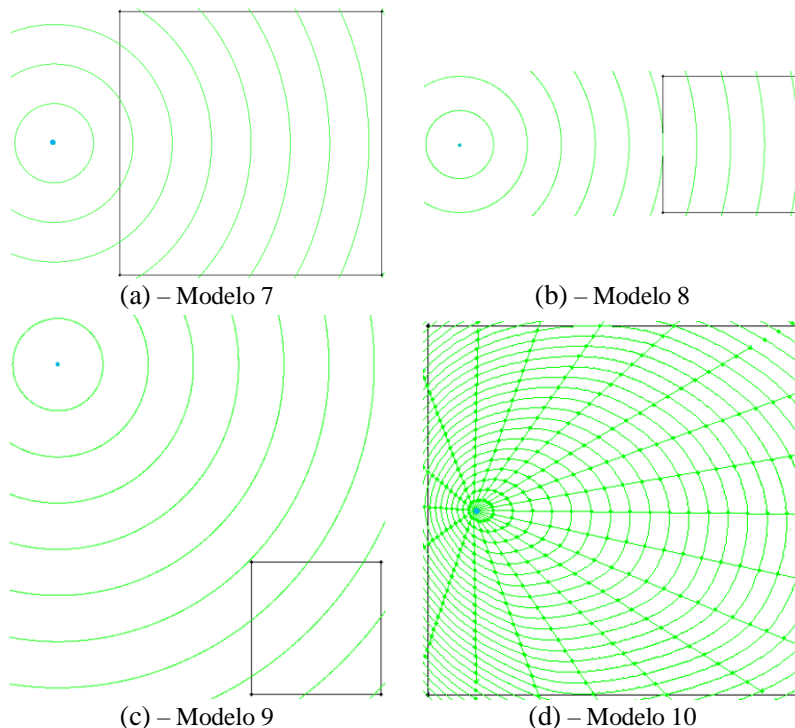 (a) – Modelo 7
(b) – Modelo 8
(c) – Modelo 9
(d) – Modelo 10